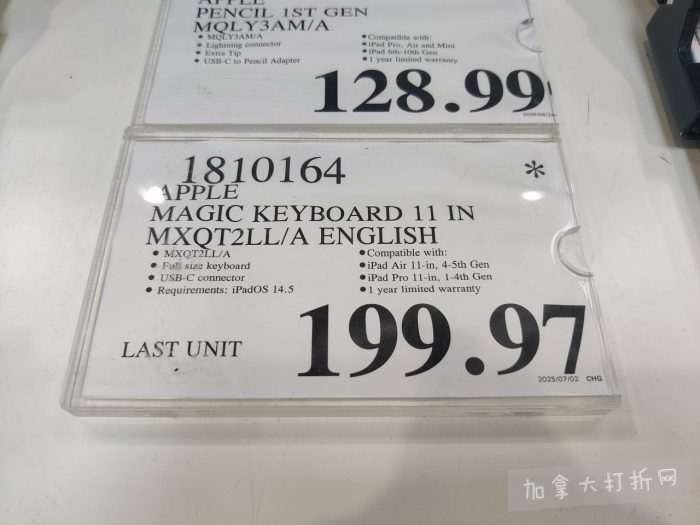 APPLE
PENCIL 1ST GEN
MQLY3AM/A
• MQLY3AM/A
• Lightning connector
• Extra Tip
• USB-C to Pencil Adapter
• Compatible with:
• iPad Pro, Air and Mini
• iPad 6th-10th Gen
• 1 year limited warranty
128.99
1810164 *
APPLE
MAGIC KEYBOARD 11 IN
MXQT2LL/A ENGLISH
• MXQT2LL/A
• Full size keyboard
• USB-C connector
• Requirements: iPadOS 14.5
• Compatible with:
• iPad Air 11-in, 4-5th Gen
• iPad Pro 11-in, 1-4th Gen
• 1 year limited warranty
LAST UNIT
199.97
2025/07/02 CHG
加拿大打折网